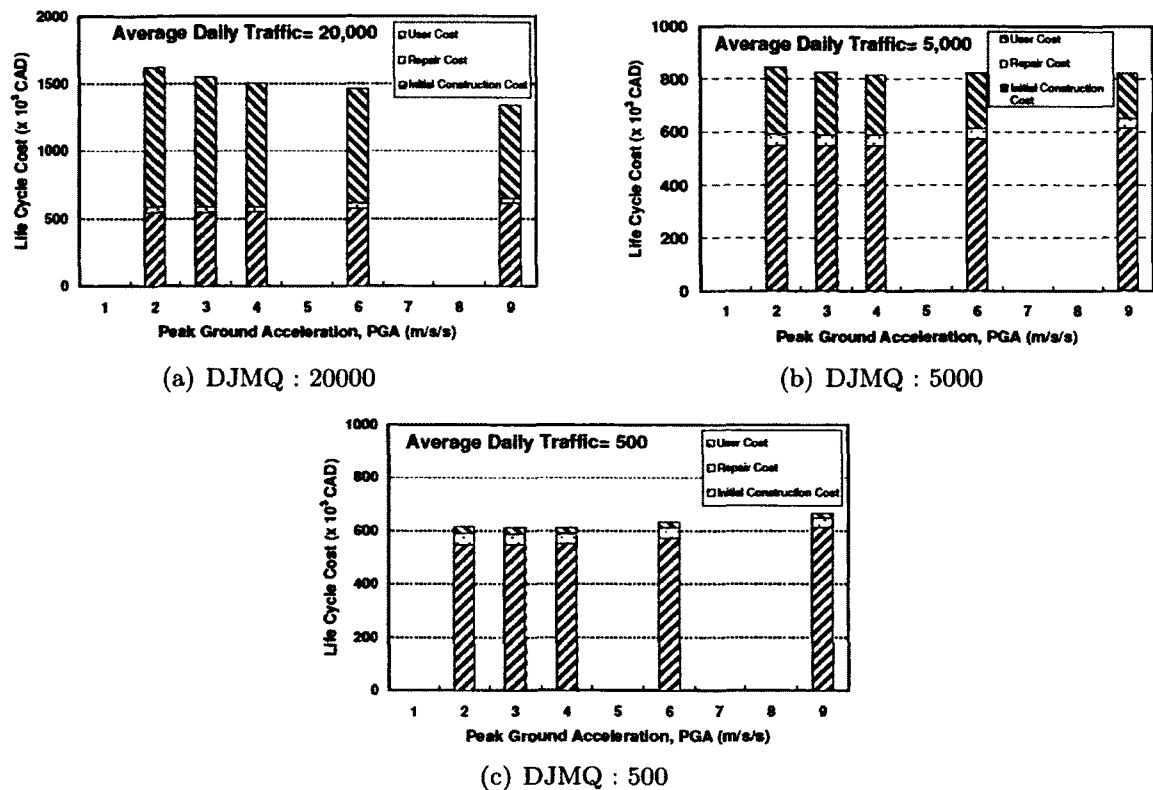 2000
1500
1000
500
0
Life Cycle Cost (x 10³ CAD)
Average Daily Traffic= 20,000
User Cost
Repair Cost
Initial Construction Cost
1 2 3 4 5 6 7 8 9
Peak Ground Acceleration, PGA (m/s/s)
(a) DJMQ : 20000
1000
800
600
400
200
0
Life Cycle Cost (x 10³ CAD)
Average Daily Traffic= 5,000
User Cost
Repair Cost
Initial Construction
Cost
1 2 3 4 5 6 7 8 9
Peak Ground Acceleration, PGA (m/s/s)
(b) DJMQ : 5000
1000
800
600
400
200
0
Life Cycle Cost (x 10³ CAD)
Average Daily Traffic= 500
User Cost
Repair Cost
Initial Construction Cost
1 2 3 4 5 6 7 8 9
Peak Ground Acceleration, PGA (m/s/s)
(c) DJMQ : 500